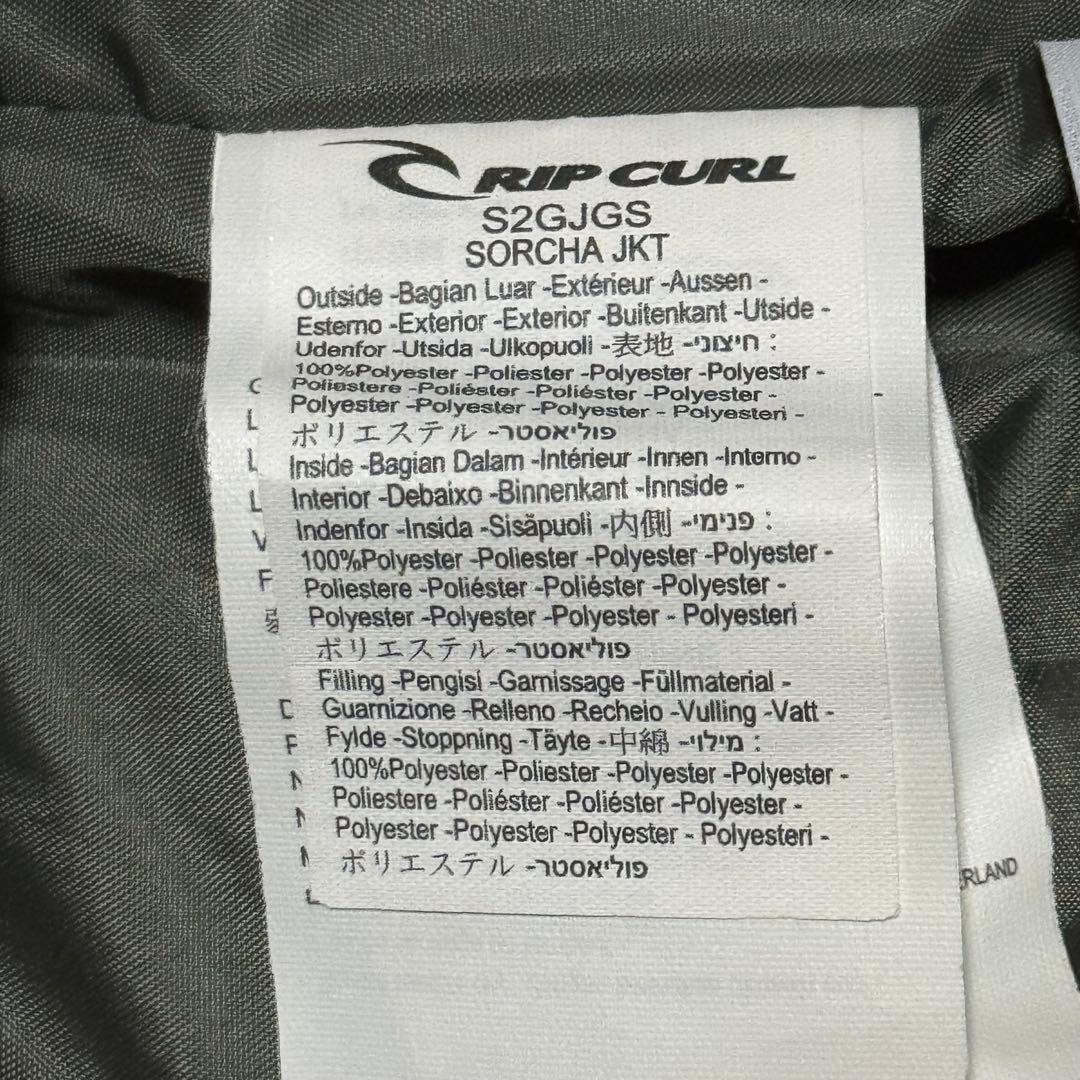 RIP CURL
S2GJGS
SORCHA JKT
Outside -Bagian Luar -Extérieur -Aussen -
Esterno -Exterior -Exterior -Buitenkant -Utside -
Udenfor -Utsida -Ulkopuoli -表地 -חיצוני :
100%Polyester -Poliester -Polyester -Polyester -
Poliestere -Poliéster -Poliéster -Polyester -
Polyester -Polyester -Polyester - Polyesteri -
ポリエステル -פוליאסטר
Inside -Bagian Dalam -Intérieur -Innen -Interno -
Interior -Debaixo -Binnenkant -Innside -
Indenfor -Insida -Sisäpuoli -内側 -פנימי :
100%Polyester -Poliester -Polyester -Polyester -
Poliestere -Poliéster -Poliéster -Polyester -
Polyester -Polyester -Polyester - Polyesteri -
ポリエステル -פוליאסטר
Filling -Pengisi -Garnissage -Füllmaterial -
Guarnizione -Relleno -Recheio -Vulling -Vatt -
Fylde -Stoppning -Täyte -中綿 -מילוי :
100%Polyester -Poliester -Polyester -Polyester -
Poliestere -Poliéster -Poliéster -Polyester -
Polyester -Polyester -Polyester - Polyesteri -
ポリエステル -פוליאסטר
ERLAND